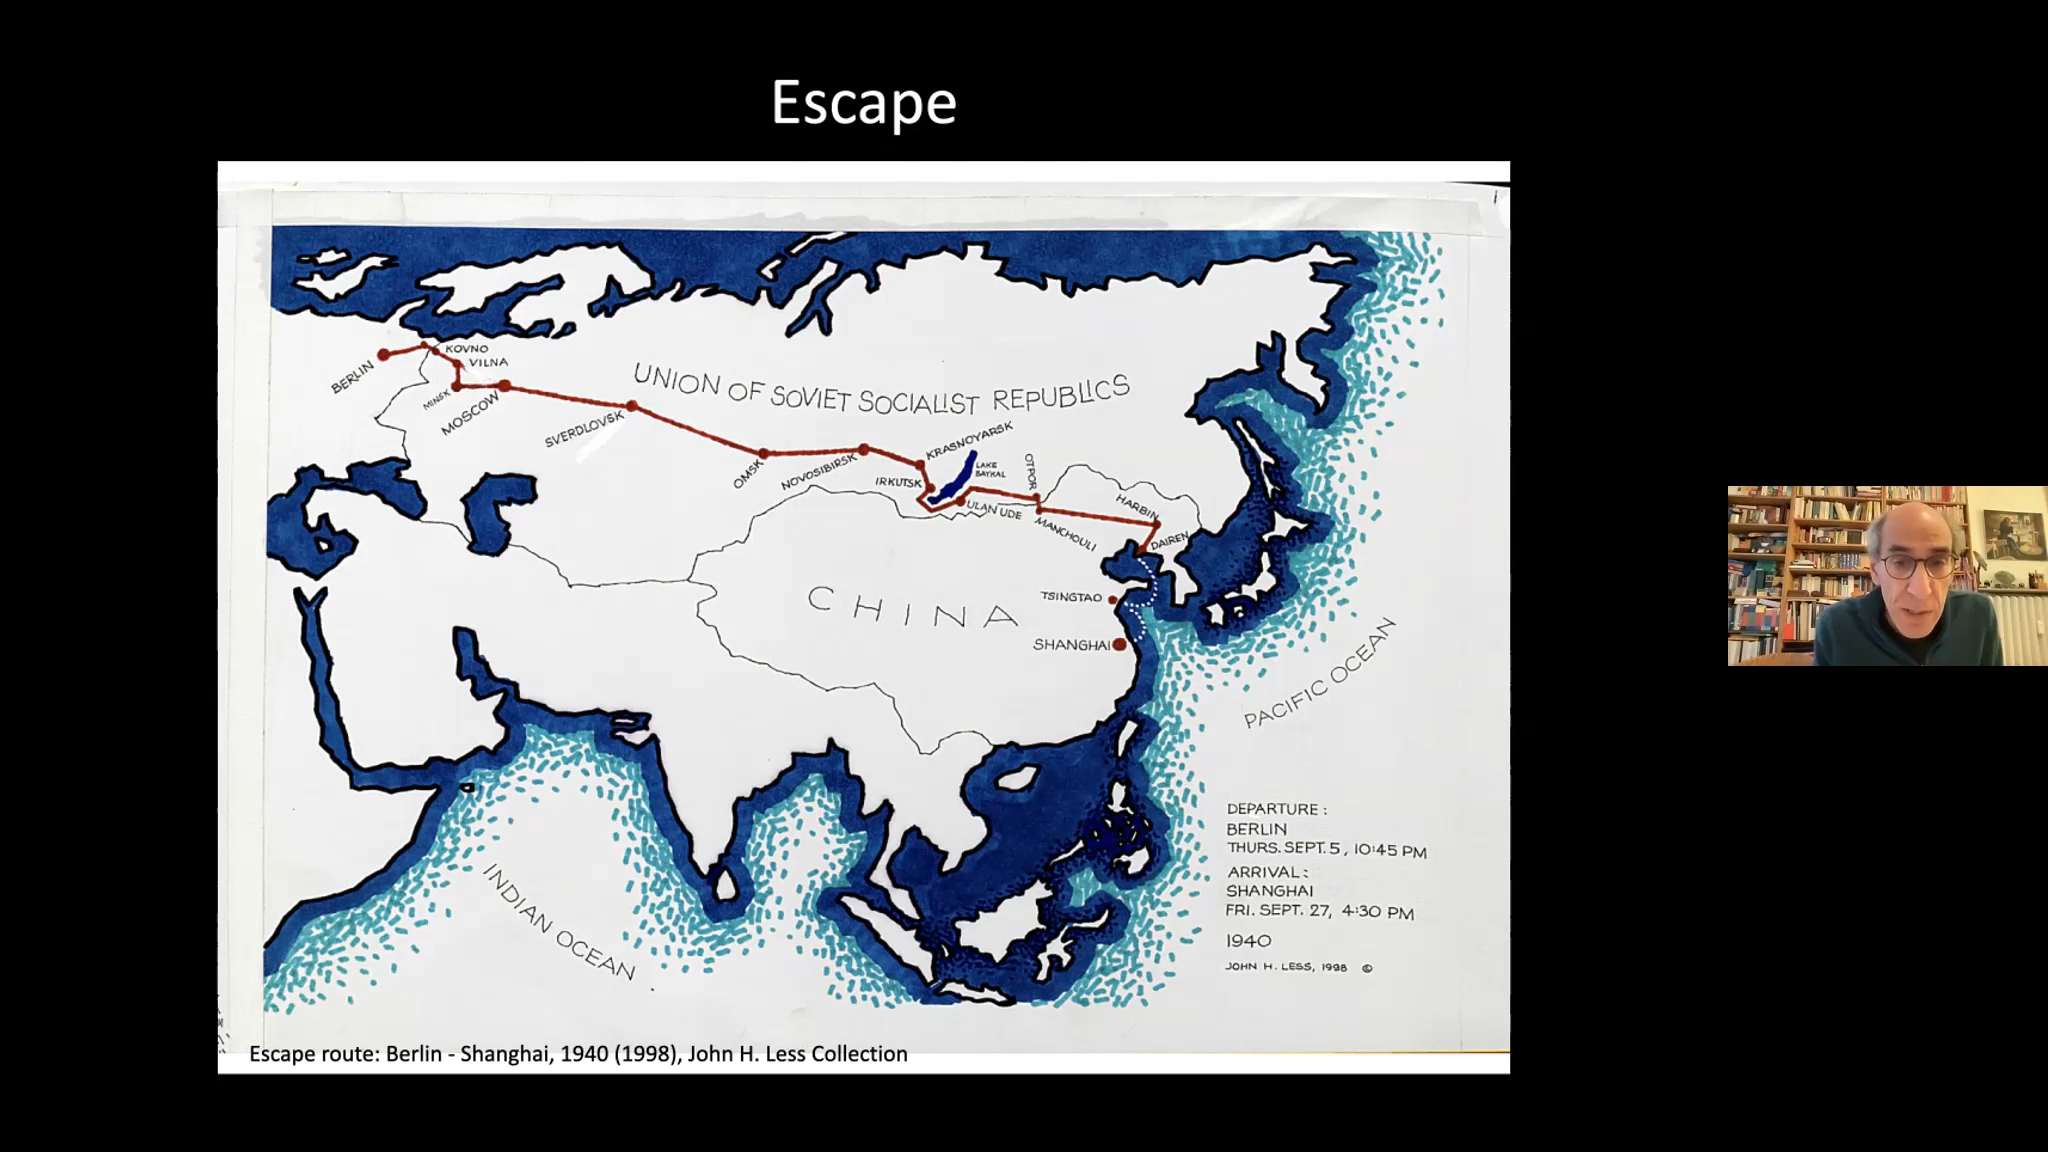 Escape
BERLIN
KOVNO
VILNA
MINSK
MOSCOW
SVERDLOVSK
OMSK
NOVOSIBIRSK
KRASNOYARSK
IRKUTSK
LAKE
BAYKAL
ULAN UDE
OTPOR
MANCHOULI
HARBIN
DAIREN
TSINGTAO
SHANGHAI
UNION OF SOVIET SOCIALIST REPUBLICS
CHINA
PACIFIC OCEAN
INDIAN OCEAN
DEPARTURE :
BERLIN
THURS. SEPT. 5, 10:45 PM
ARRIVAL :
SHANGHAI
FRI. SEPT. 27, 4:30 PM
1940
JOHN H. LESS, 1998 ©
Escape route: Berlin - Shanghai, 1940 (1998), John H. Less Collection